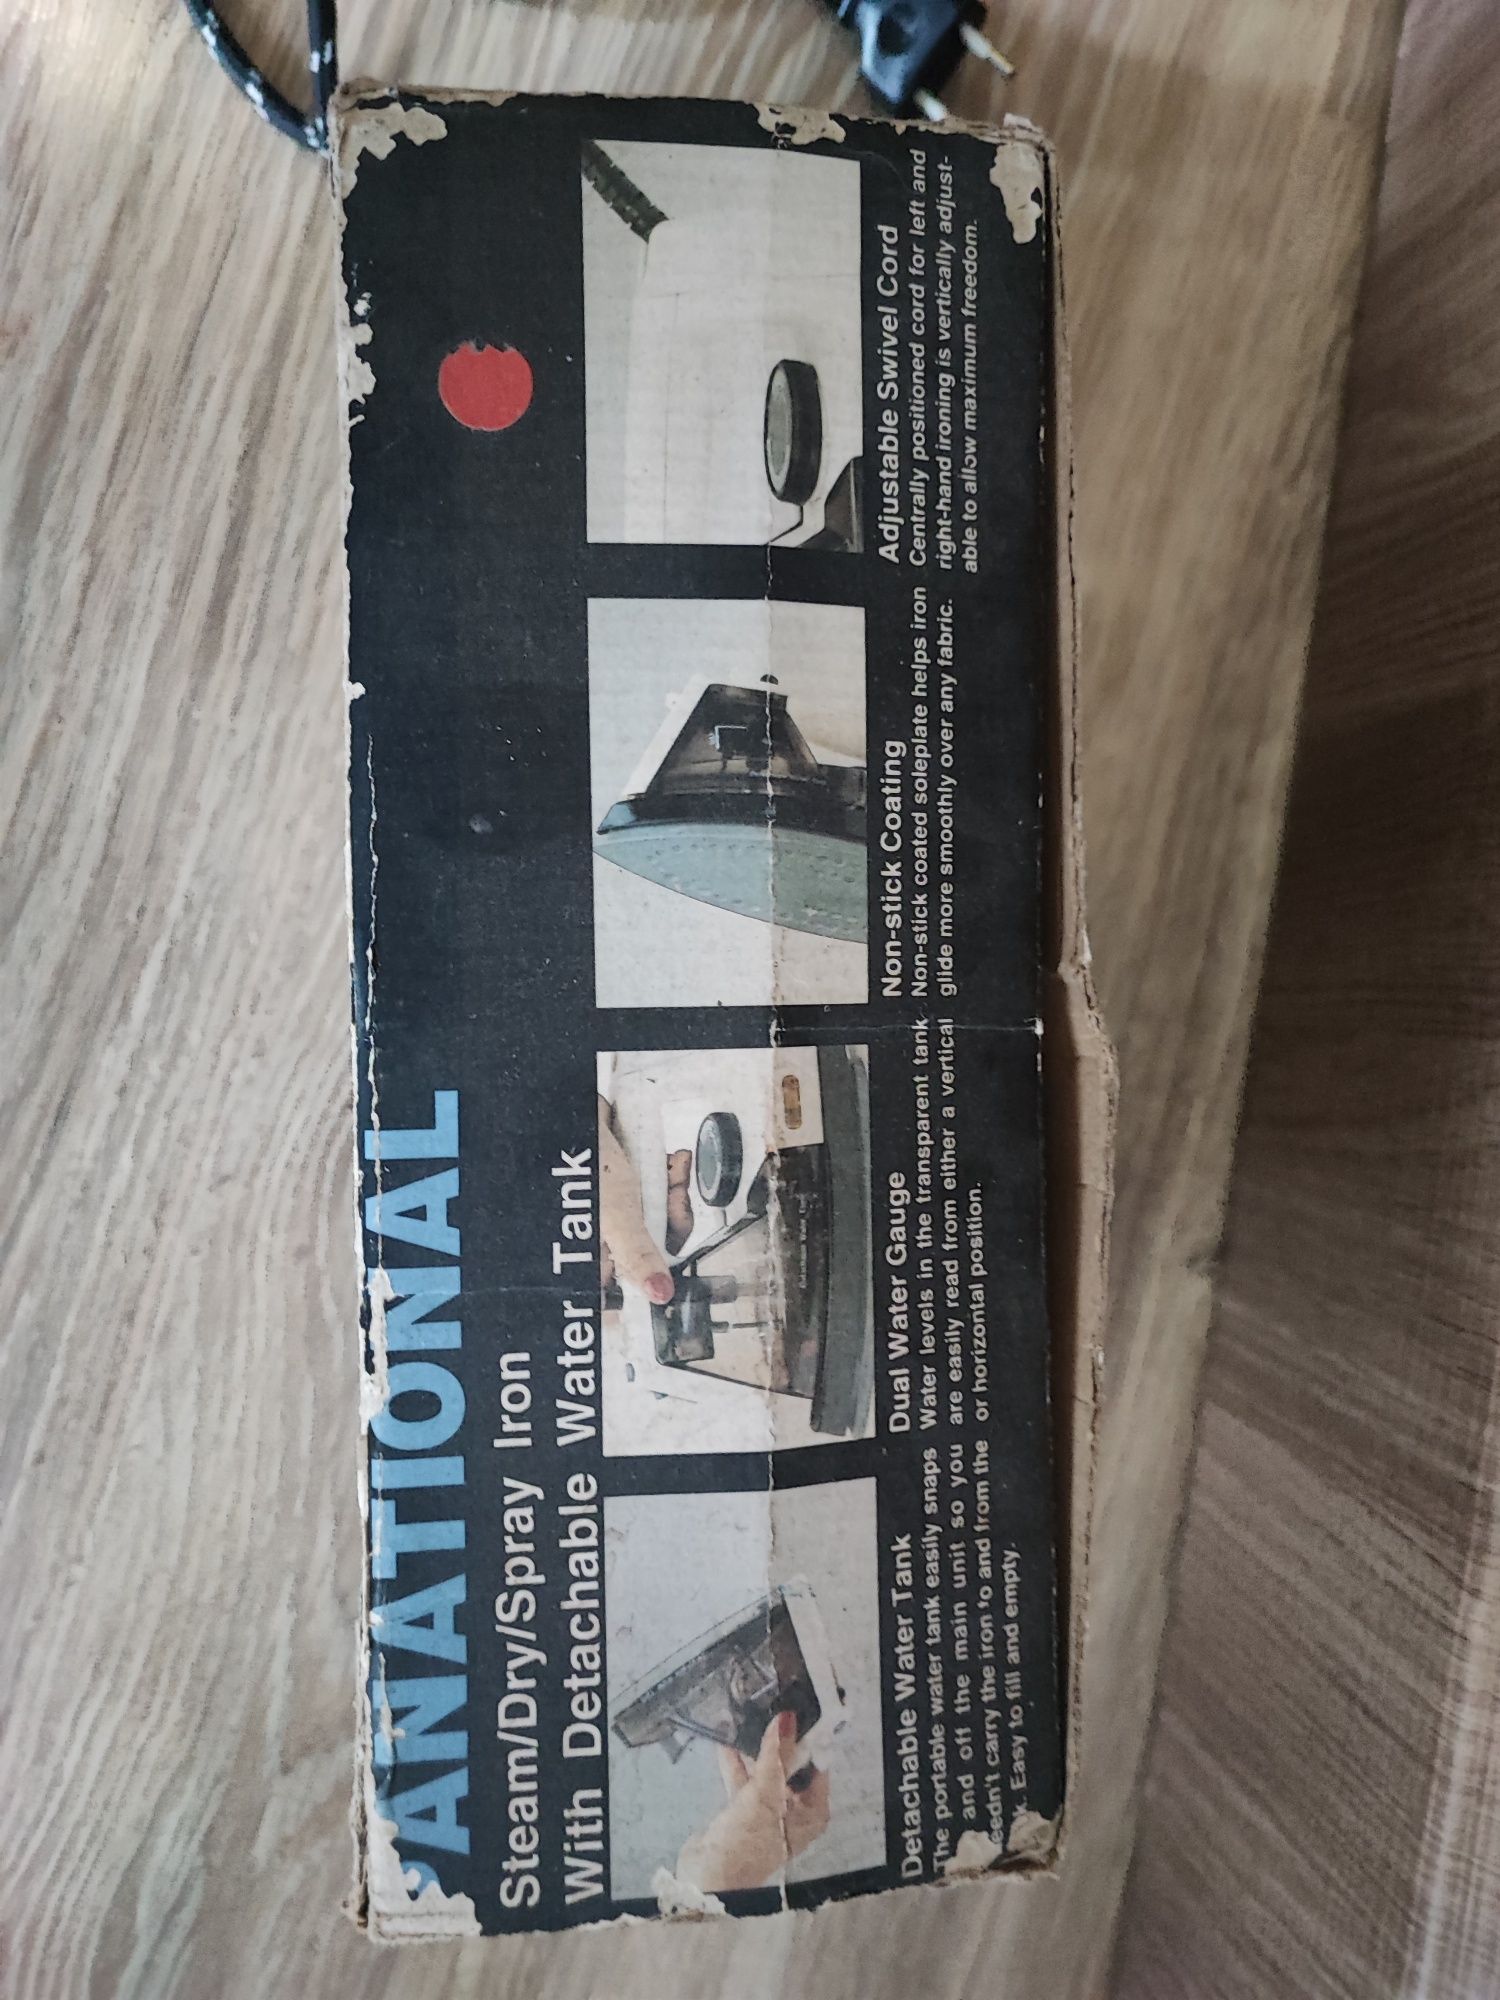 PANATIONAL
Steam/Dry/Spray Iron
With Detachable Water Tank
Detachable Water Tank
The portable water tank easily snaps
and off the main unit so you
eedn't carry the iron to and from the
k. Easy to fill and empty.
Dual Water Gauge
Water levels in the transparent tank
are easily read from either a vertical
or horizontal position.
Non-stick Coating
Non-stick coated soleplate helps iron
glide more smoothly over any fabric.
Adjustable Swivel Cord
Centrally positioned cord for left and
right-hand ironing is vertically adjust-
able to allow maximum freedom.